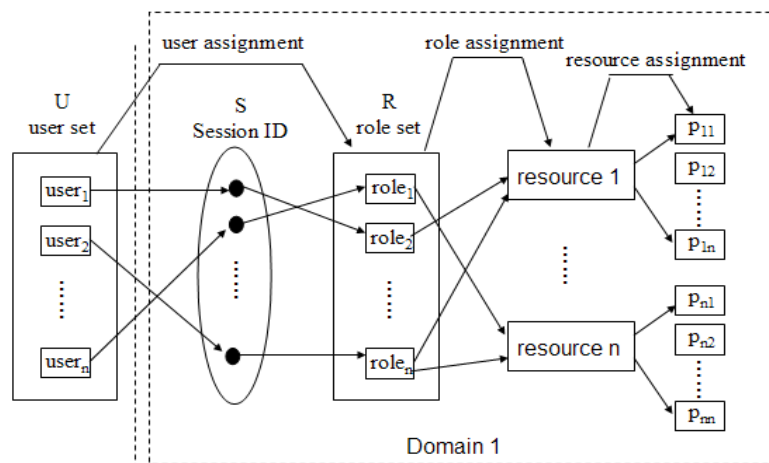 user assignment
role assignment
resource assignment
U
user set
S
Session ID
R
role set
user1
user2
......
usern
......
role1
role2
......
rolen
resource 1
......
resource n
p11
p12
......
p1n
pn1
pn2
......
pnn
Domain 1